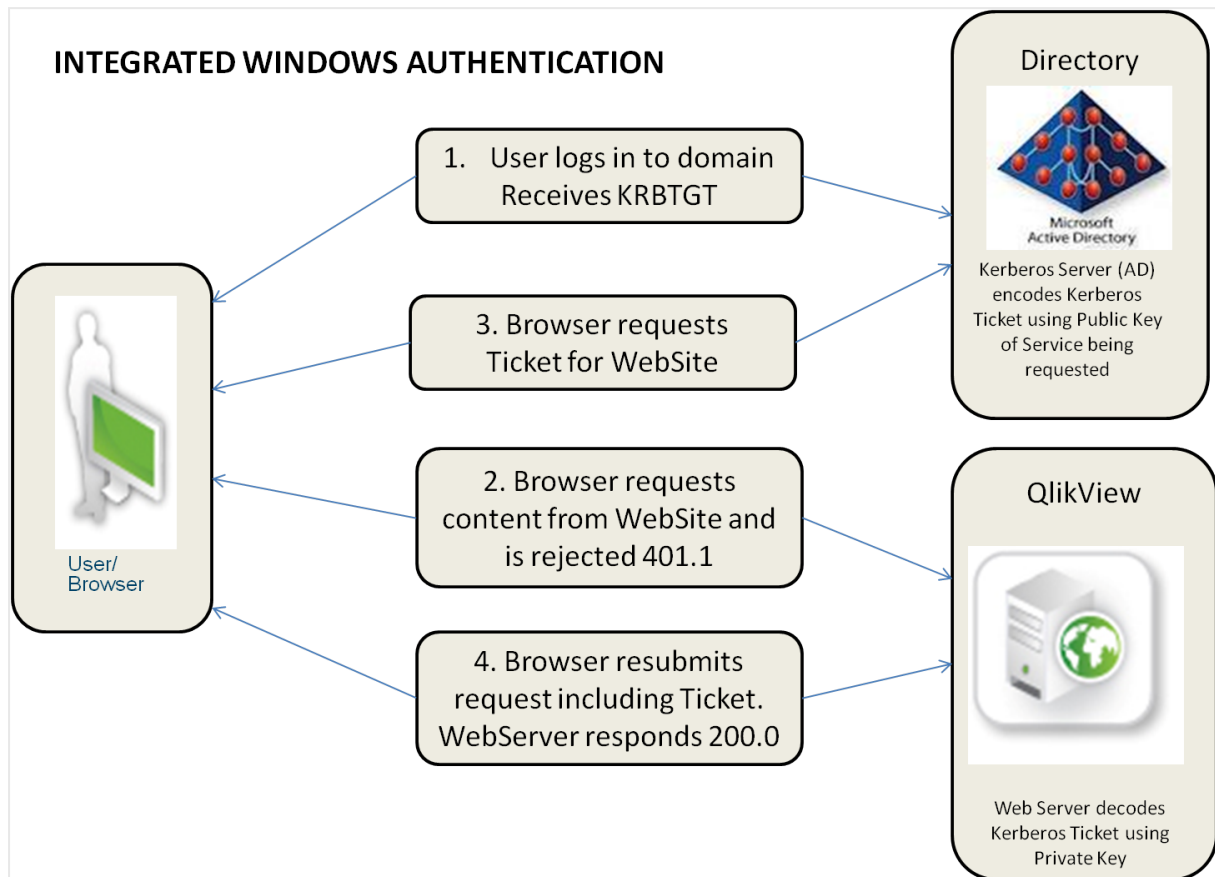 INTEGRATED WINDOWS AUTHENTICATION
Directory
Microsoft
Active Directory
Kerberos Server (AD)
encodes Kerberos
Ticket using Public Key
of Service being
requested
1. User logs in to domain
Receives KRBTGT
3. Browser requests
Ticket for WebSite
2. Browser requests
content from WebSite and
is rejected 401.1
4. Browser resubmits
request including Ticket.
WebServer responds 200.0
User/
Browser
QlikView
Web Server decodes
Kerberos Ticket using
Private Key